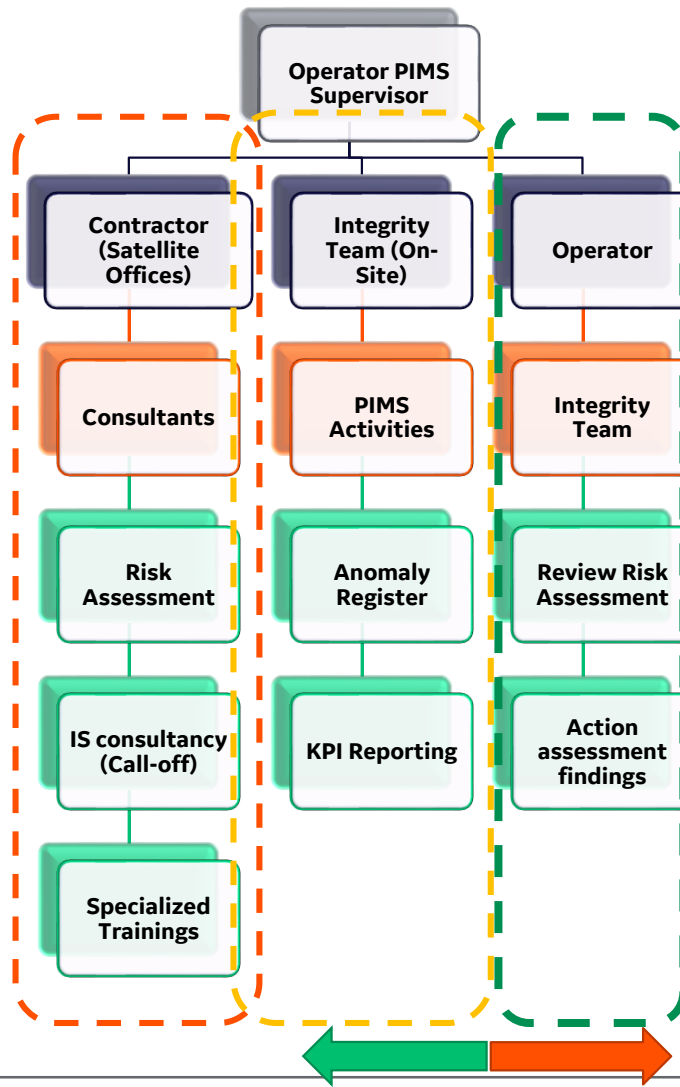 Operator PIMS
Supervisor
Contractor
(Satellite
Offices)
Integrity
Team (On-
Site)
Operator
Consultants
PIMS
Activities
Integrity
Team
Risk
Assessment
Anomaly
Register
Review Risk
Assessment
IS consultancy
(Call-off)
KPI Reporting
Action
assessment
findings
Specialized
Trainings